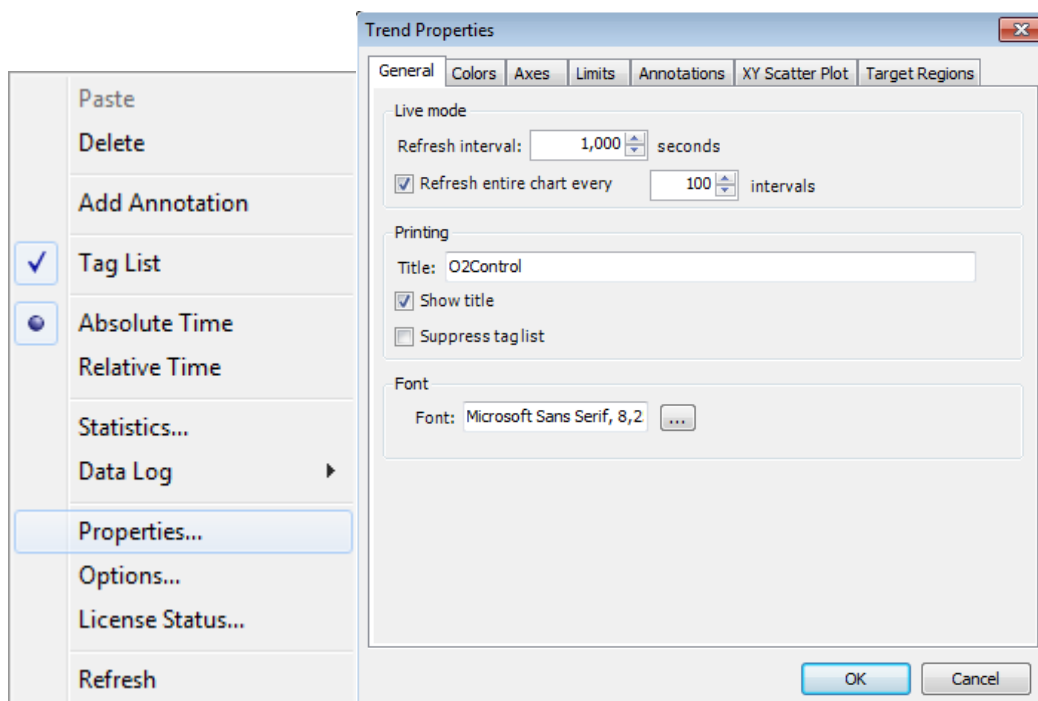 Paste
Delete
Add Annotation
Tag List
Absolute Time
Relative Time
Statistics...
Data Log
Properties...
Options...
License Status...
Refresh
Trend Properties
General Colors Axes Limits Annotations XY Scatter Plot Target Regions
Live mode
Refresh interval: 1,000 seconds
Refresh entire chart every 100 intervals
Printing
Title: O2Control
Show title
Suppress tag list
Font
Font: Microsoft Sans Serif, 8,2 ...
OK Cancel